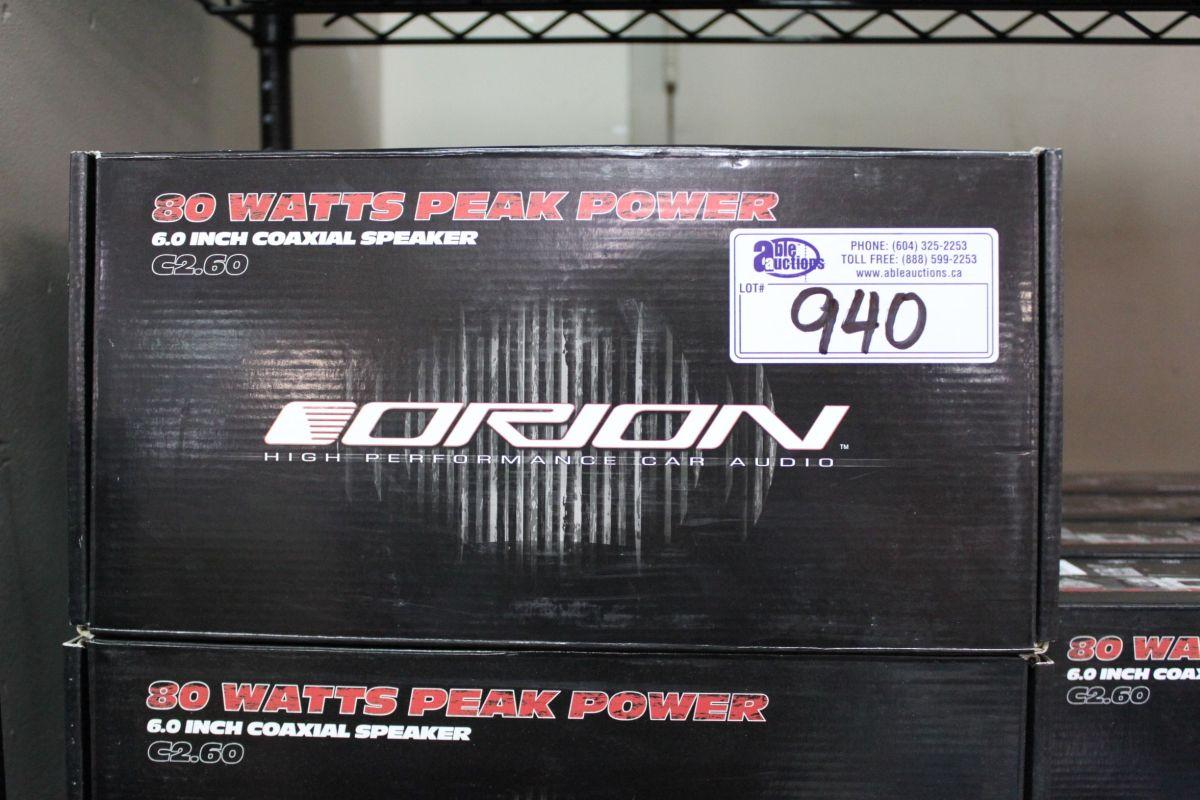 80 WATTS PEAK POWER
6.0 INCH COAXIAL SPEAKER
C2.60
able auctions
PHONE: (604) 325-2253
TOLL FREE: (888) 599-2253
www.ableauctions.ca
LOT#
940
ORION™
HIGH PERFORMANCE CAR AUDIO
80 WATTS PEAK POWER
6.0 INCH COAXIAL SPEAKER
C2.60
80 WA
6.0 INCH COA
C2.60